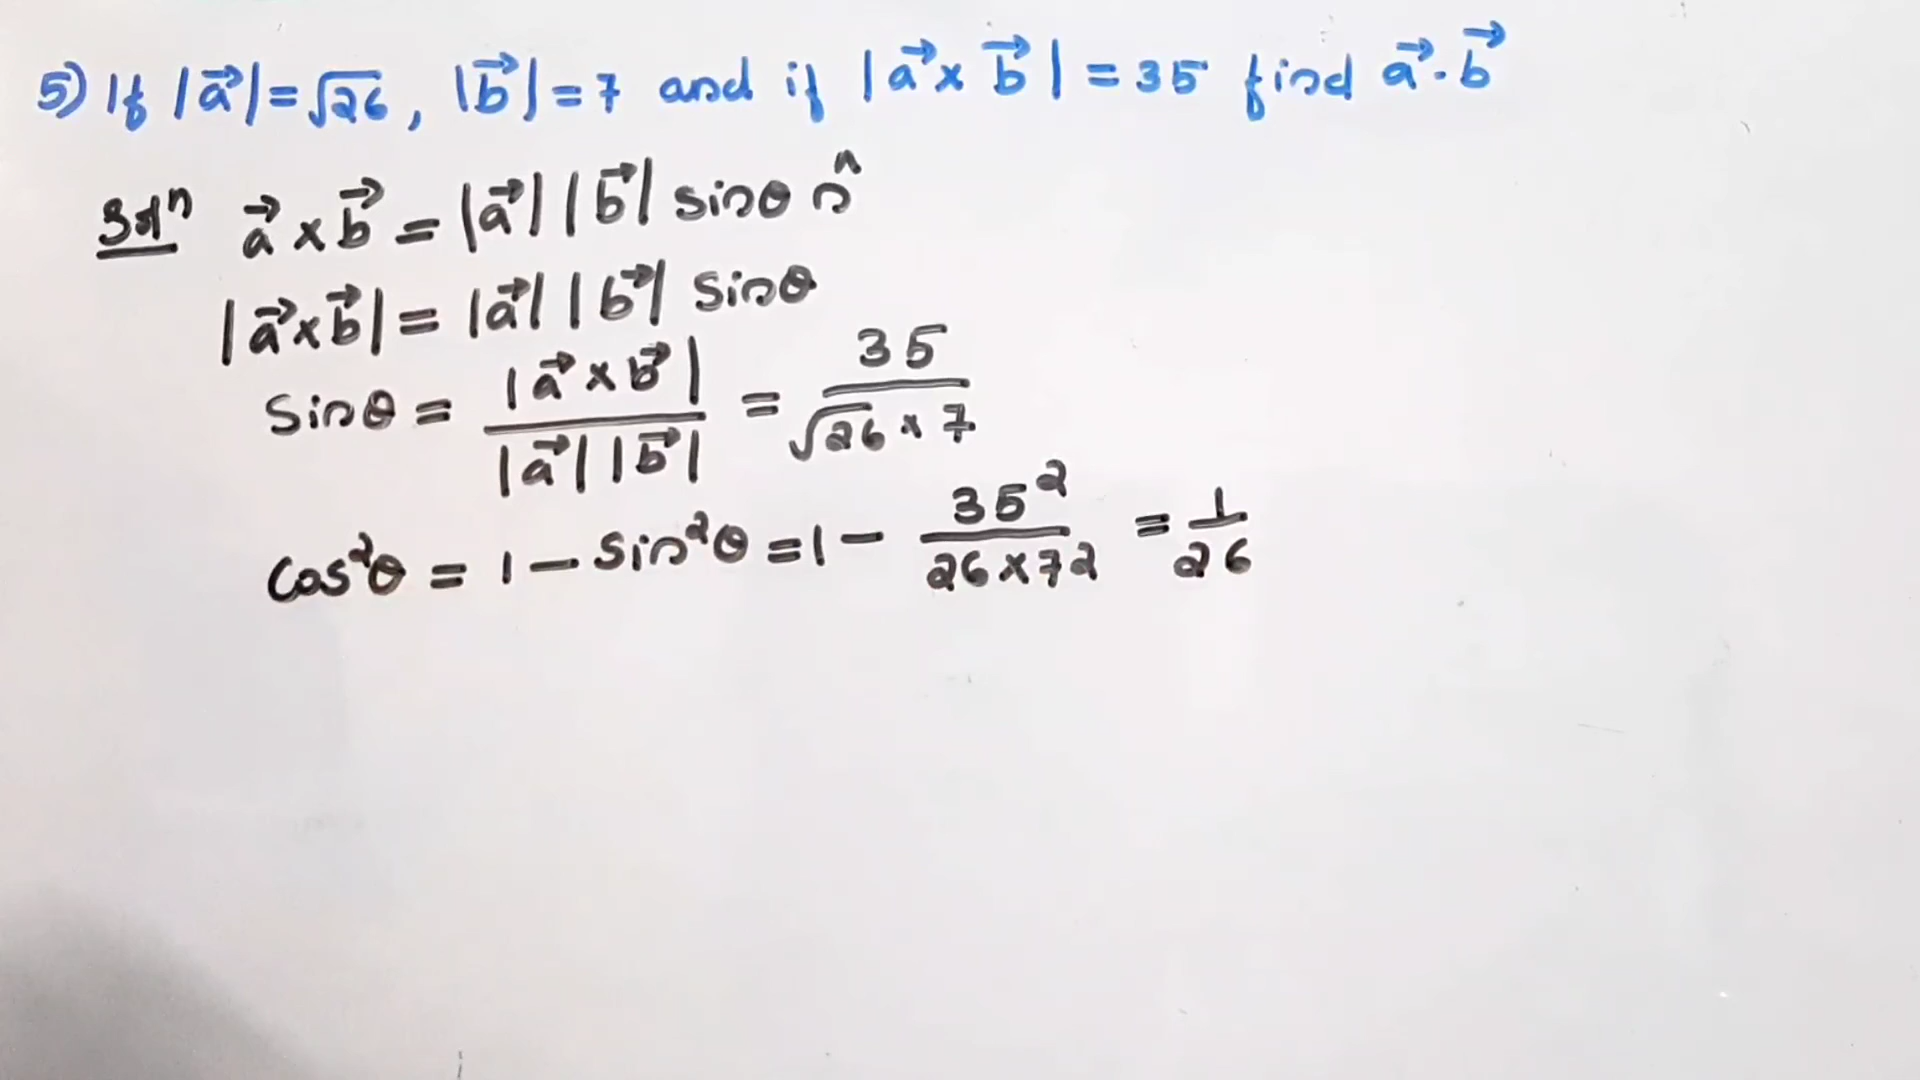 5) If |a⃗| = √26, |b⃗| = 7 and if |a⃗ × b⃗| = 35 find a⃗ · b⃗
Solⁿ a⃗ × b⃗ = |a⃗| |b⃗| sinθ n̂
|a⃗ × b⃗| = |a⃗| |b⃗| sinθ
Sinθ = |a⃗ × b⃗| / |a⃗| |b⃗| = 35 / √26 × 7
Cos²θ = 1 − Sin²θ = 1 − 35² / 26 × 72 = 1/26